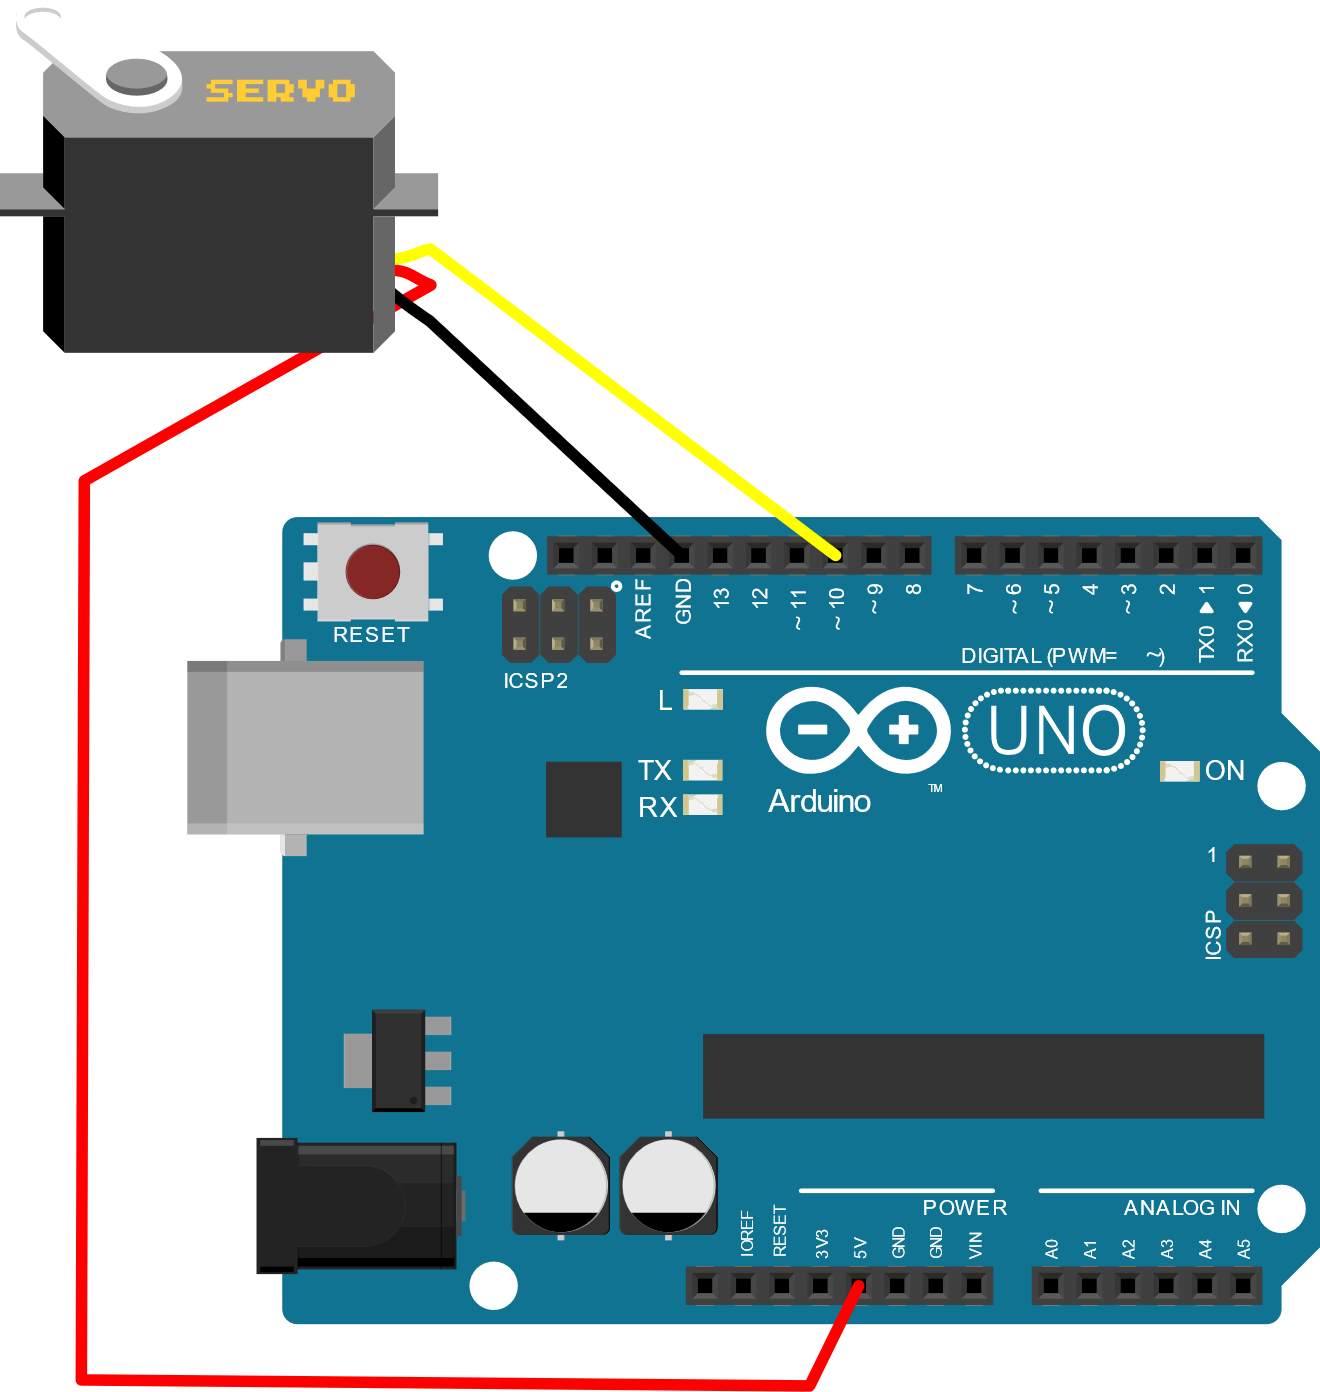 SERVO
RESET
ICSP2
AREF
GND
13
12
~11
~10
~9
8
7
~6
~5
4
~3
2
TX0 ▶ 1
RX0 ◀ 0
DIGITAL (PWM= ~)
L
TX
RX
UNO
Arduino
TM
ON
1
ICSP
POWER
ANALOG IN
IOREF
RESET
3V3
5V
GND
GND
VIN
A0
A1
A2
A3
A4
A5